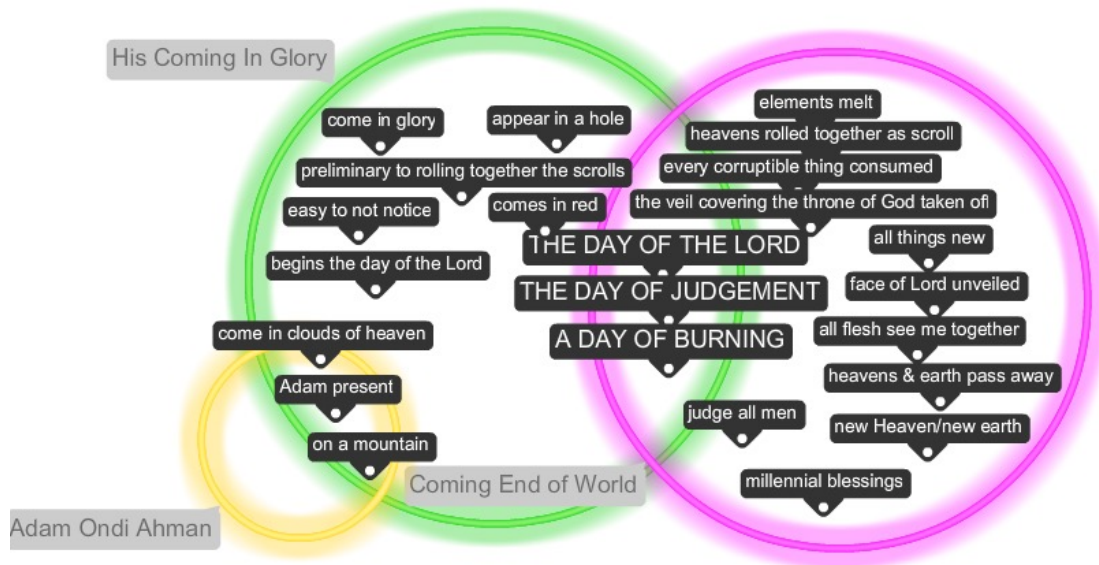 His Coming In Glory
come in glory
appear in a hole
preliminary to rolling together the scrolls
easy to not notice
comes in red
begins the day of the Lord
come in clouds of heaven
Adam present
on a mountain
Adam Ondi Ahman
Coming End of World
THE DAY OF THE LORD
THE DAY OF JUDGEMENT
A DAY OF BURNING
elements melt
heavens rolled together as scroll
every corruptible thing consumed
the veil covering the throne of God taken off
all things new
face of Lord unveiled
all flesh see me together
heavens & earth pass away
judge all men
new Heaven/new earth
millennial blessings